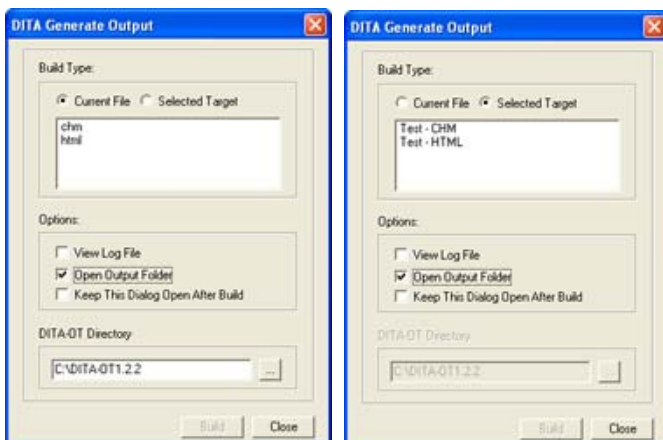 DITA Generate Output
Build Type:
Current File Selected Target
chm
html
Options:
View Log File
Open Output Folder
Keep This Dialog Open After Build
DITA-OT Directory
C:\DITA-OT1.2.2
...
Build Close
DITA Generate Output
Build Type:
Current File Selected Target
Test - CHM
Test - HTML
Options:
View Log File
Open Output Folder
Keep This Dialog Open After Build
DITA-OT Directory
C:\DITA-OT1.2.2
...
Build Close